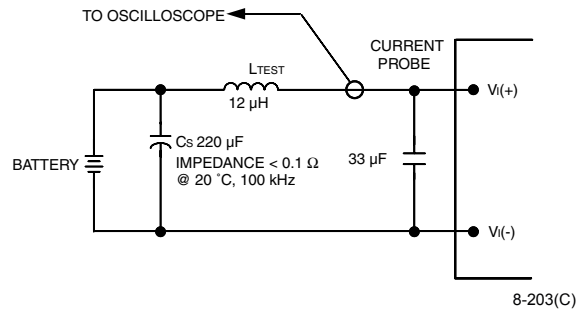 TO OSCILLOSCOPE
CURRENT
PROBE
LTEST
12 μH
VI(+)
CS 220 μF
IMPEDANCE < 0.1 Ω
@ 20 ˚C, 100 kHz
BATTERY
33 μF
VI(-)
8-203(C)